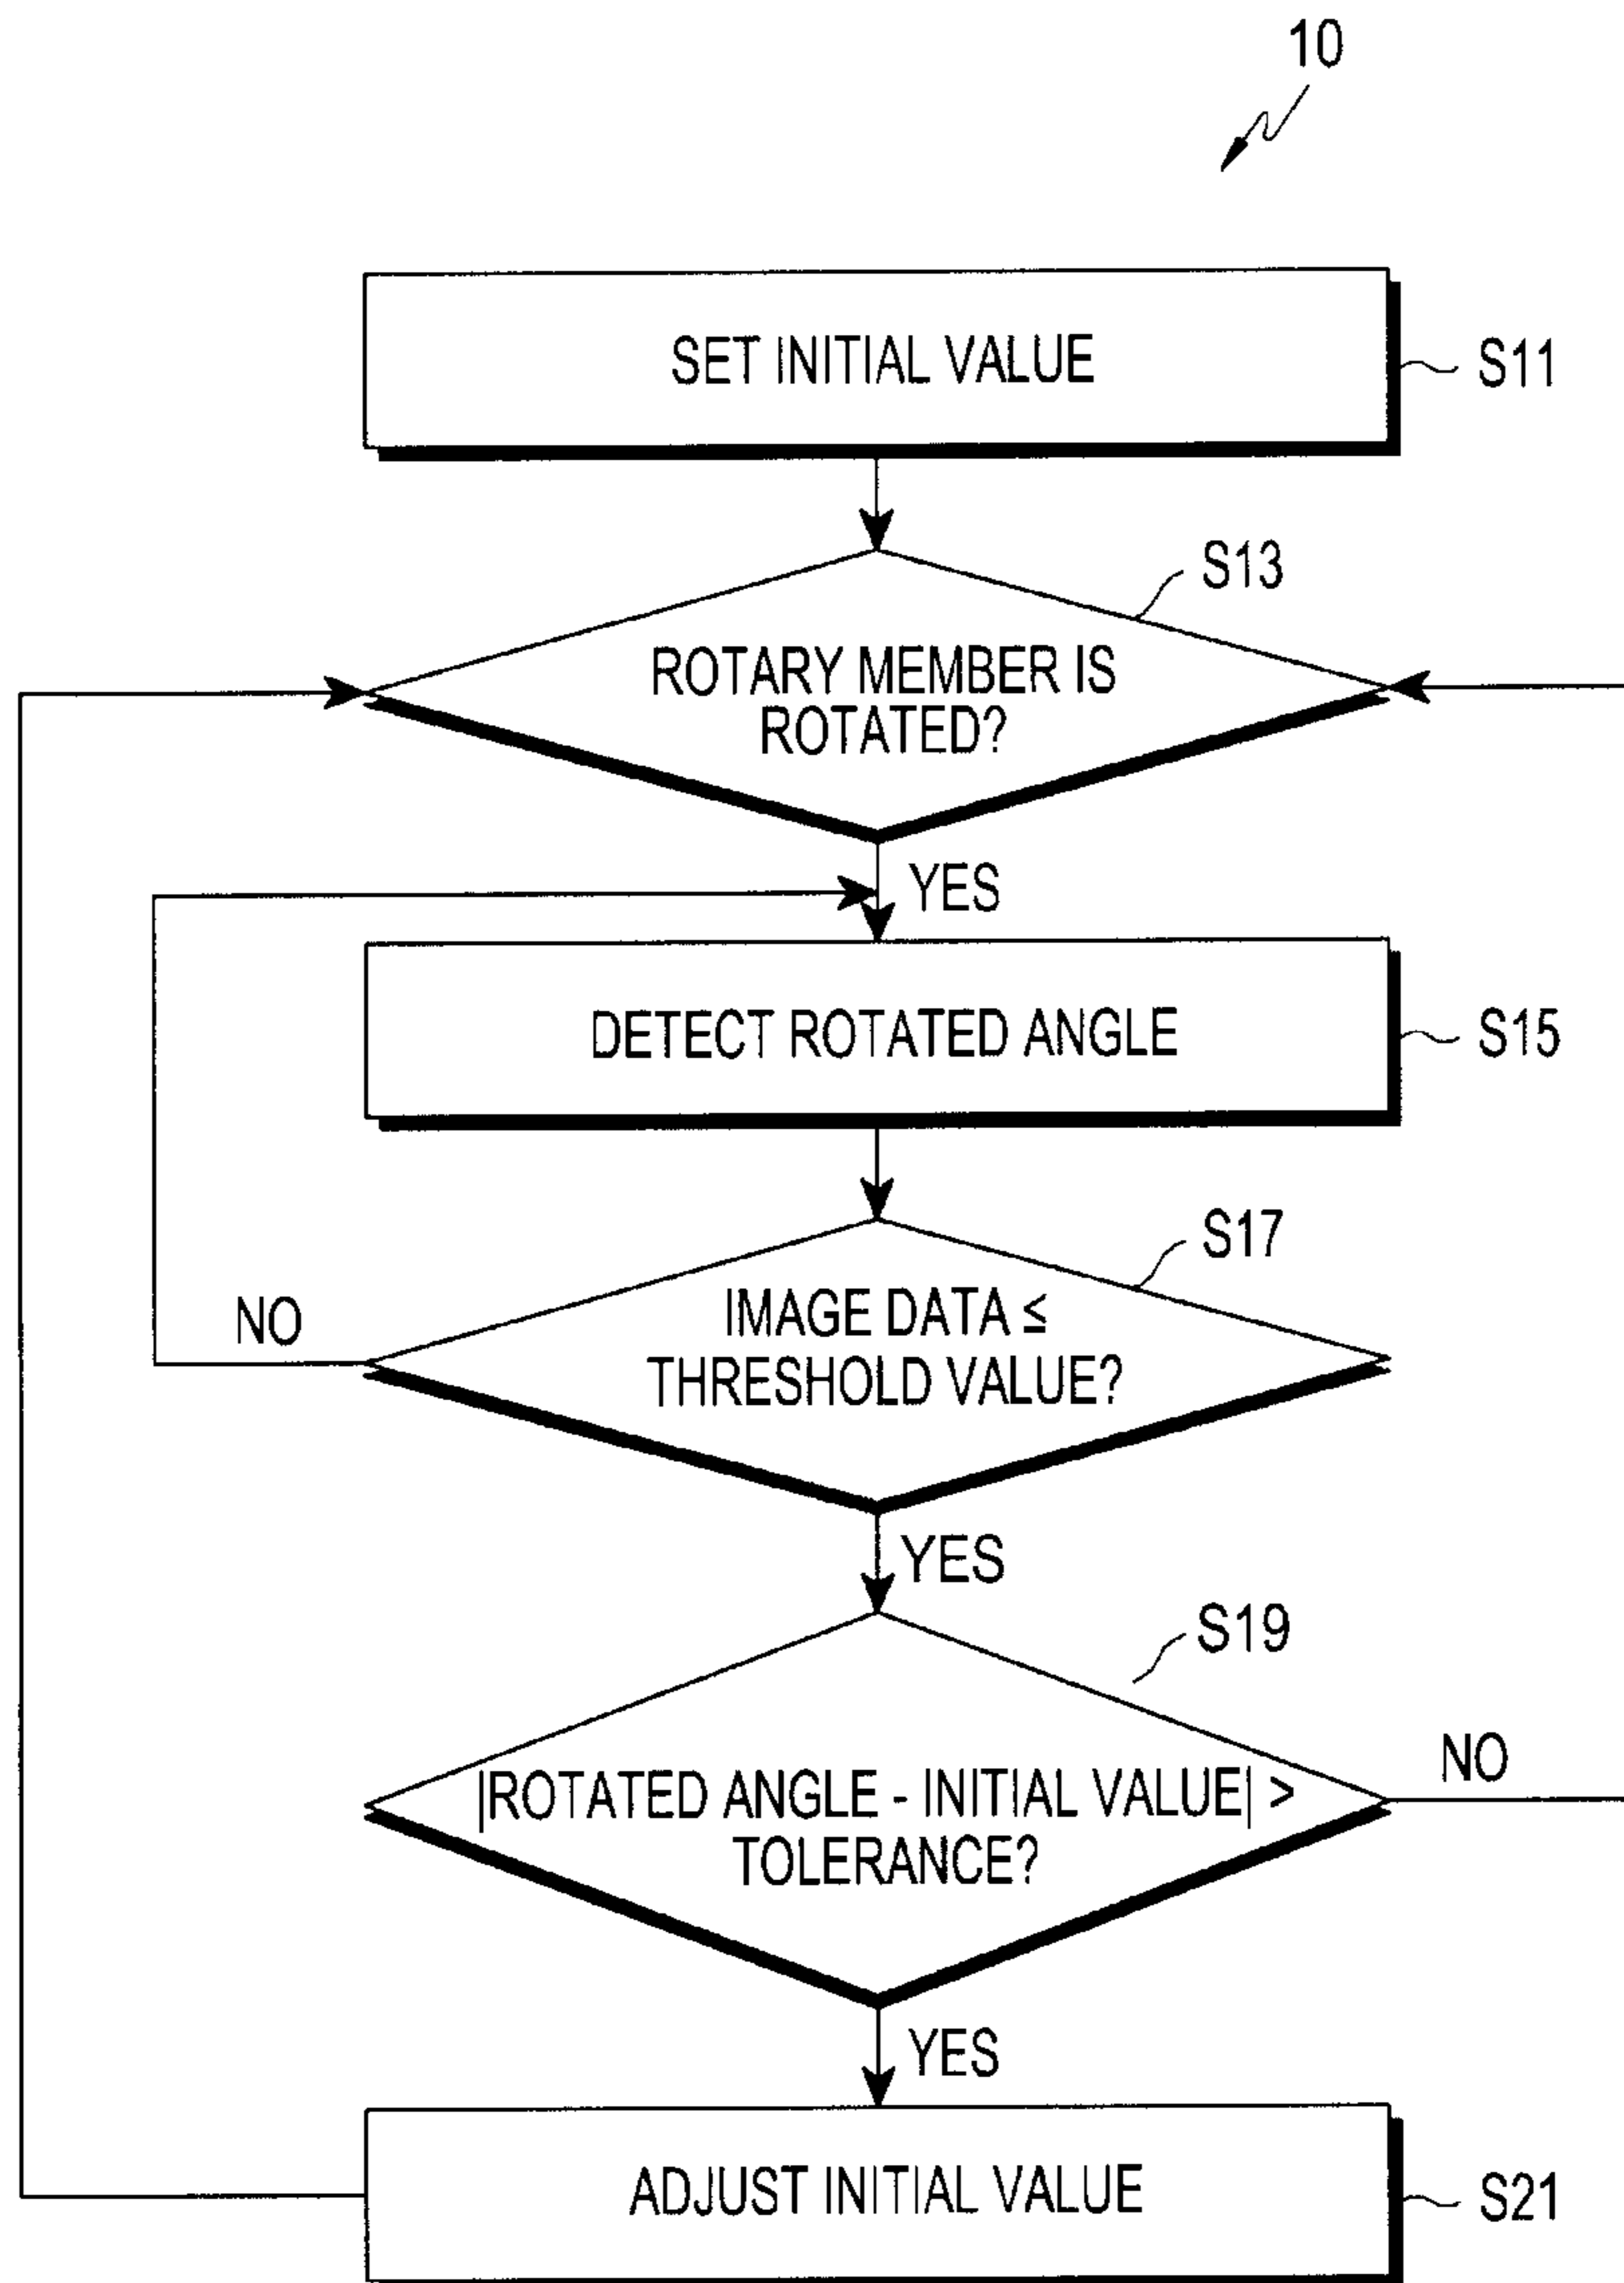 10
SET INITIAL VALUE
S11
S13
ROTARY MEMBER IS
ROTATED?
YES
DETECT ROTATED ANGLE
S15
S17
IMAGE DATA ≤
THRESHOLD VALUE?
NO
YES
S19
|ROTATED ANGLE - INITIAL VALUE| >
TOLERANCE?
NO
YES
ADJUST INITIAL VALUE
S21